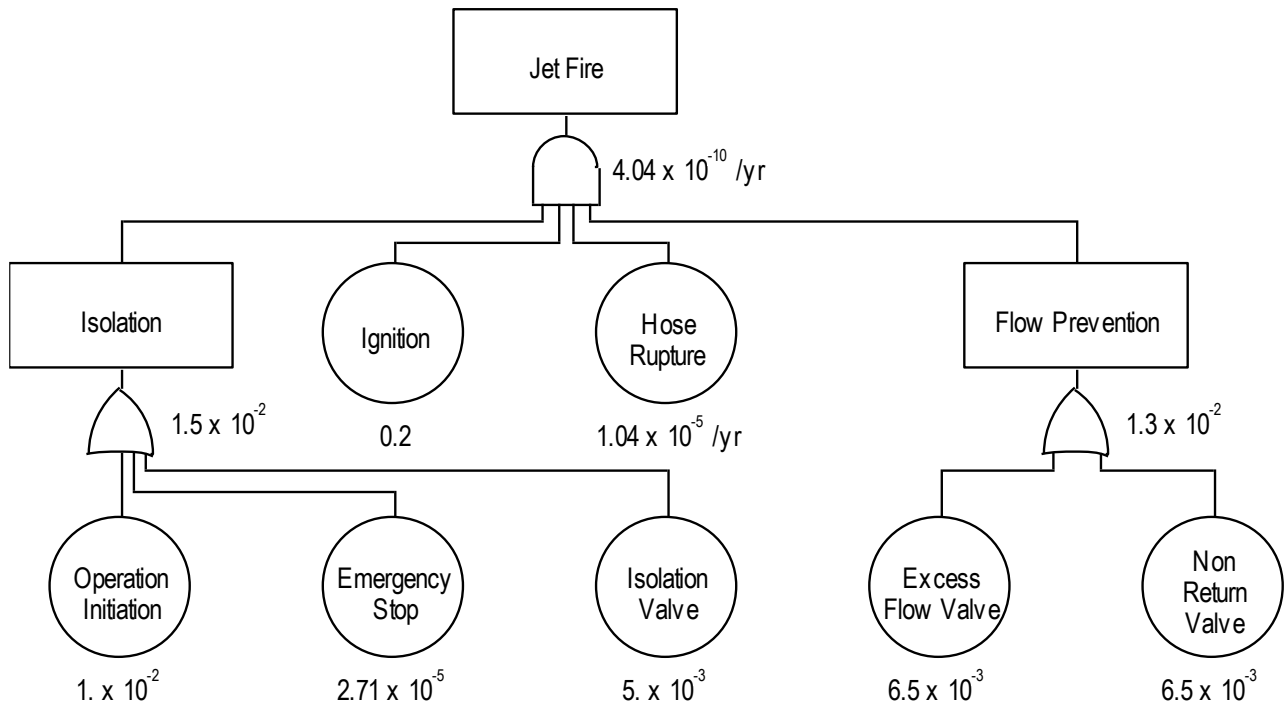 Jet Fire
4.04 x 10⁻¹⁰ /yr
Isolation
Ignition
Hose
Rupture
Flow Prevention
1.5 x 10⁻²
0.2
1.04 x 10⁻⁵ /yr
1.3 x 10⁻²
Operation
Initiation
Emergency
Stop
Isolation
Valve
Excess
Flow Valve
Non
Return
Valve
1. x 10⁻²
2.71 x 10⁻⁵
5. x 10⁻³
6.5 x 10⁻³
6.5 x 10⁻³